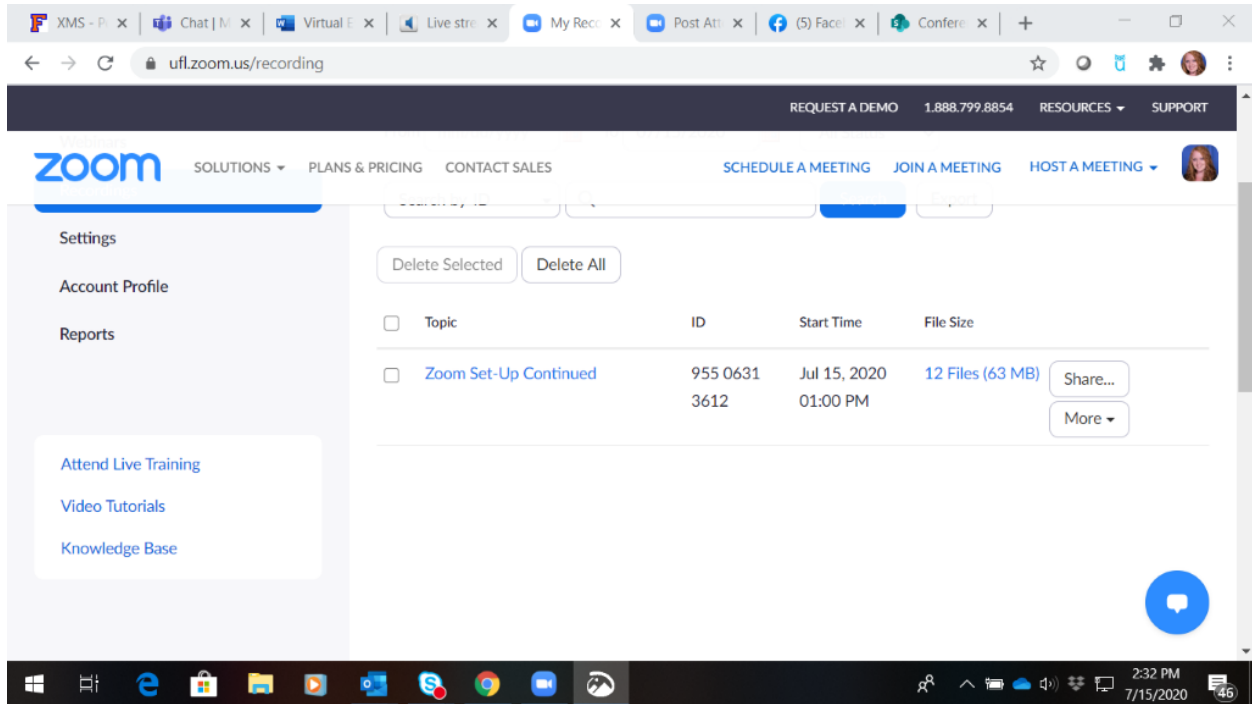 XMS - P
Chat | M
Virtual E
Live stre
My Reco
Post Att
(5) Face
Confere
ufl.zoom.us/recording
REQUEST A DEMO 1.888.799.8854 RESOURCES SUPPORT
zoom SOLUTIONS PLANS & PRICING CONTACT SALES SCHEDULE A MEETING JOIN A MEETING HOST A MEETING
Settings
Account Profile
Reports
Attend Live Training
Video Tutorials
Knowledge Base
Delete Selected Delete All
Topic ID Start Time File Size
Zoom Set-Up Continued 955 0631 Jul 15, 2020 12 Files (63 MB) Share...
3612 01:00 PM More
2:32 PM
7/15/2020
46